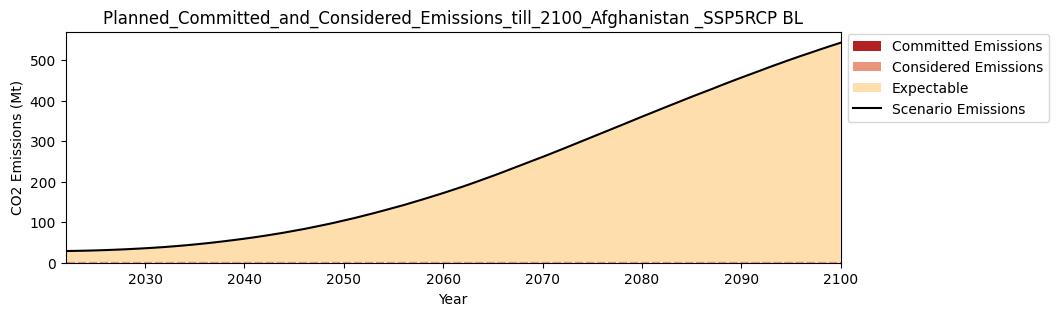 Planned_Committed_and_Considered_Emissions_till_2100_Afghanistan _SSP5RCP BL
CO2 Emissions (Mt)
500
400
300
200
100
0
2030 2040 2050 2060 2070 2080 2090 2100
Year
Committed Emissions
Considered Emissions
Expectable
Scenario Emissions